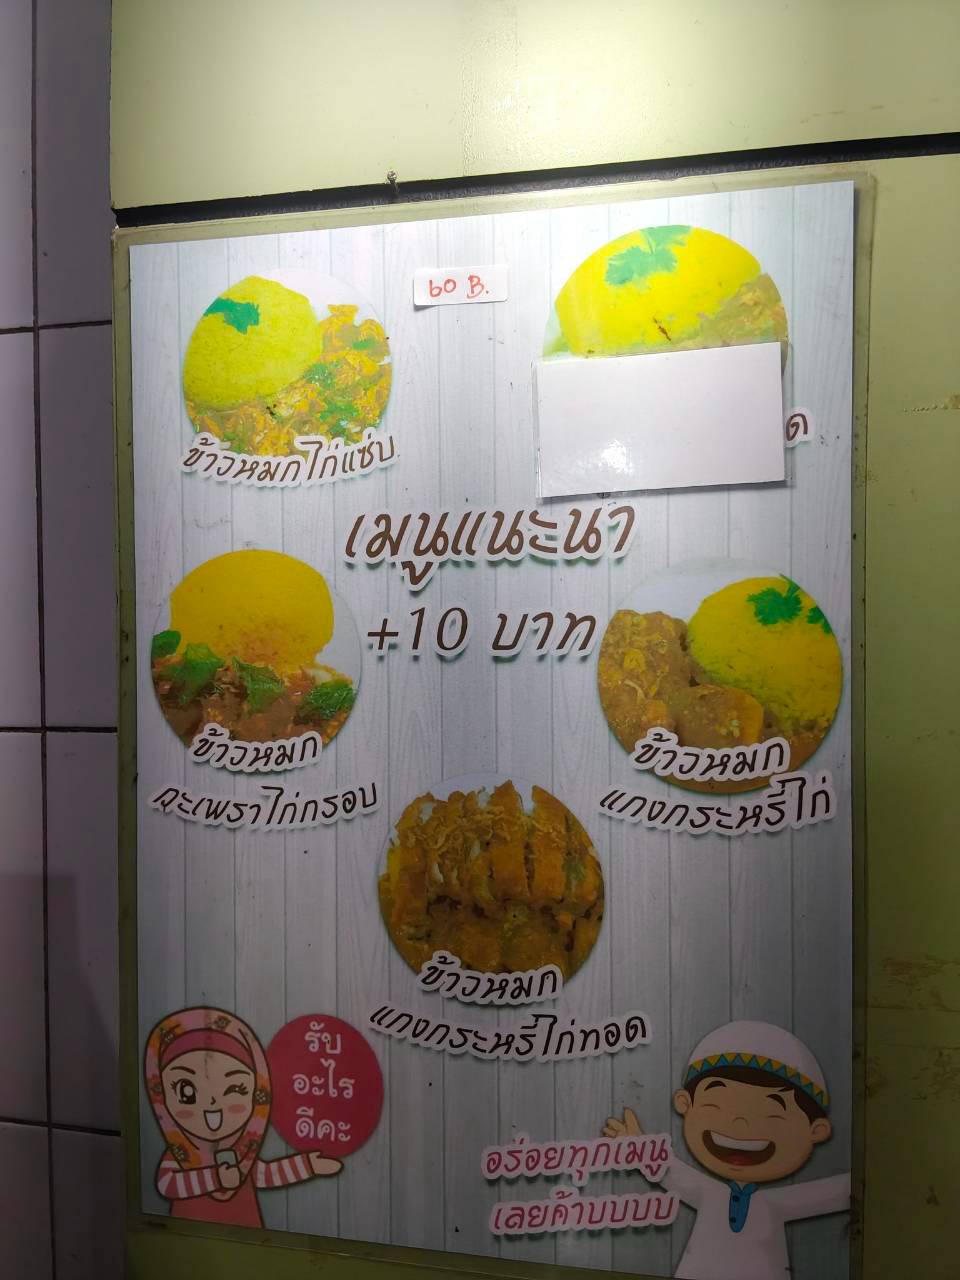 60 B.
ข้าวหมกไก่แซ่บ
ด
เมนูแนะนำ
+10 บาท
ข้าวหมก
กะเพราไก่กรอบ
ข้าวหมก
แกงกระหรี่ไก่
ข้าวหมก
แกงกระหรี่ไก่ทอด
รับ
อะไร
ดีคะ
อร่อยทุกเมนู
เลยค้าบบบบ